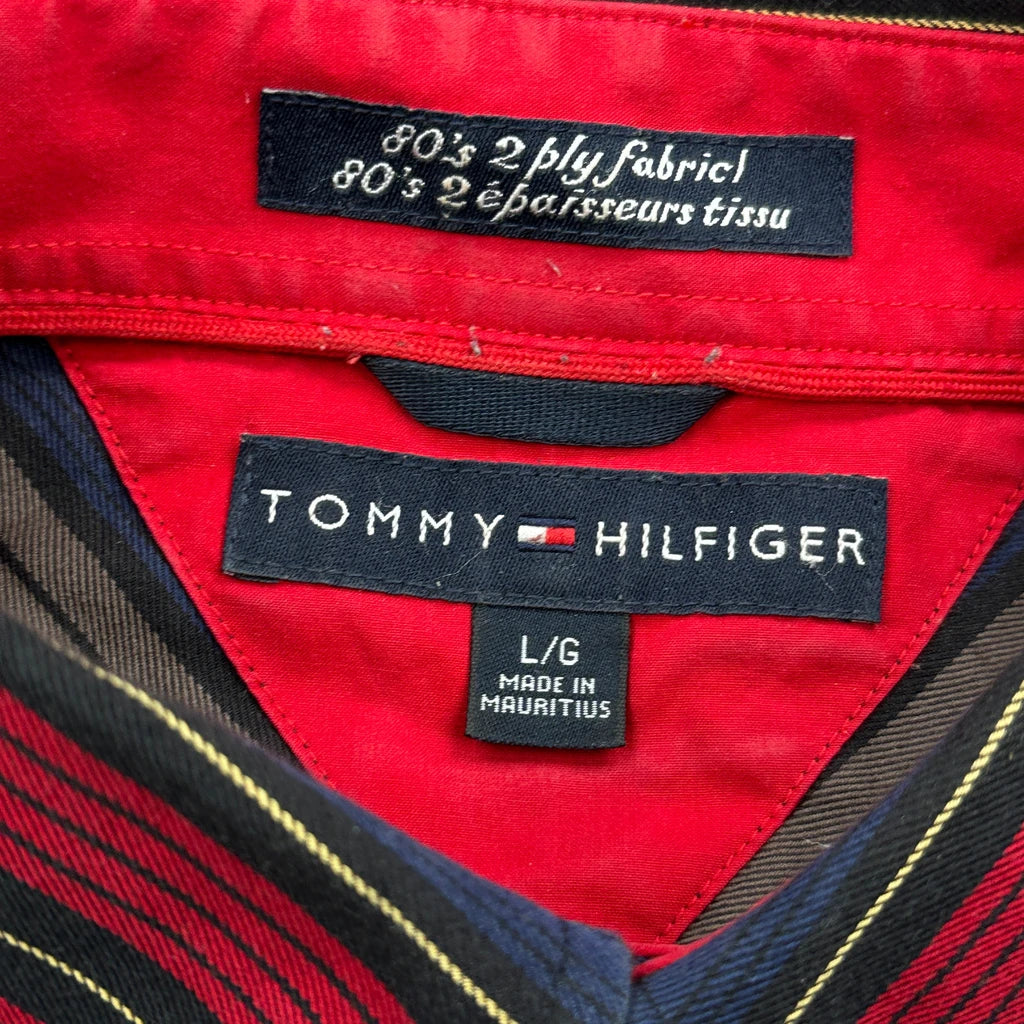 80's 2 ply fabric
80's 2 épaisseurs tissu
TOMMY HILFIGER
L/G
MADE IN
MAURITIUS